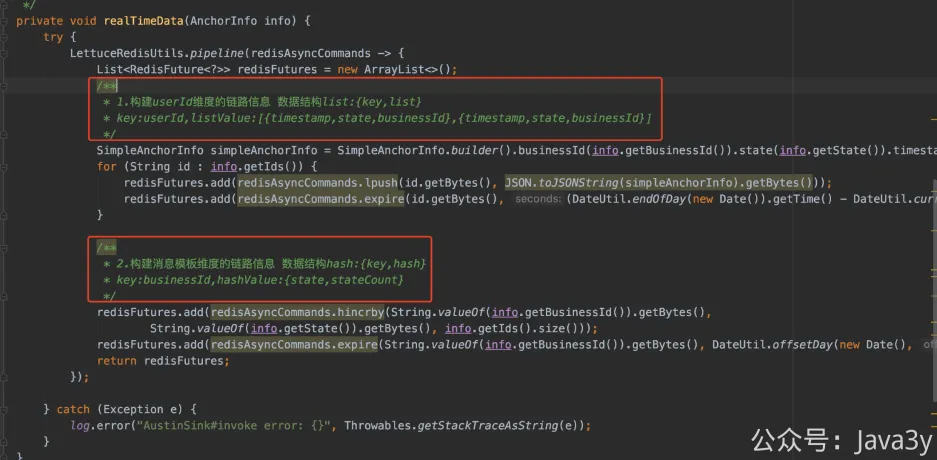 */
private void realTimeData(AnchorInfo info) {
try {
LettuceRedisUtils.pipeline(redisAsyncCommands -> {
List<RedisFuture<?>> redisFutures = new ArrayList<>();
/**
* 1.构建userId维度的链路信息 数据结构list:{key,list}
* key:userId,listValue:[{timestamp,state,businessId},{timestamp,state,businessId}]
*/
SimpleAnchorInfo simpleAnchorInfo = SimpleAnchorInfo.builder().businessId(info.getBusinessId()).state(info.getState()).timesta
for (String id : info.getIds()) {
redisFutures.add(redisAsyncCommands.lpush(id.getBytes(), JSON.toJSONString(simpleAnchorInfo).getBytes()));
redisFutures.add(redisAsyncCommands.expire(id.getBytes(), seconds: (DateUtil.endOfDay(new Date()).getTime() - DateUtil.cur
}
/**
* 2.构建消息模板维度的链路信息 数据结构hash:{key,hash}
* key:businessId,hashValue:{state,stateCount}
*/
redisFutures.add(redisAsyncCommands.hincrby(String.valueOf(info.getBusinessId()).getBytes(),
String.valueOf(info.getState()).getBytes(), info.getIds().size()));
redisFutures.add(redisAsyncCommands.expire(String.valueOf(info.getBusinessId()).getBytes(), DateUtil.offsetDay(new Date(), of
return redisFutures;
});
} catch (Exception e) {
log.error("AustinSink#invoke error: {}", Throwables.getStackTraceAsString(e));
}
}
公众号：Java3y